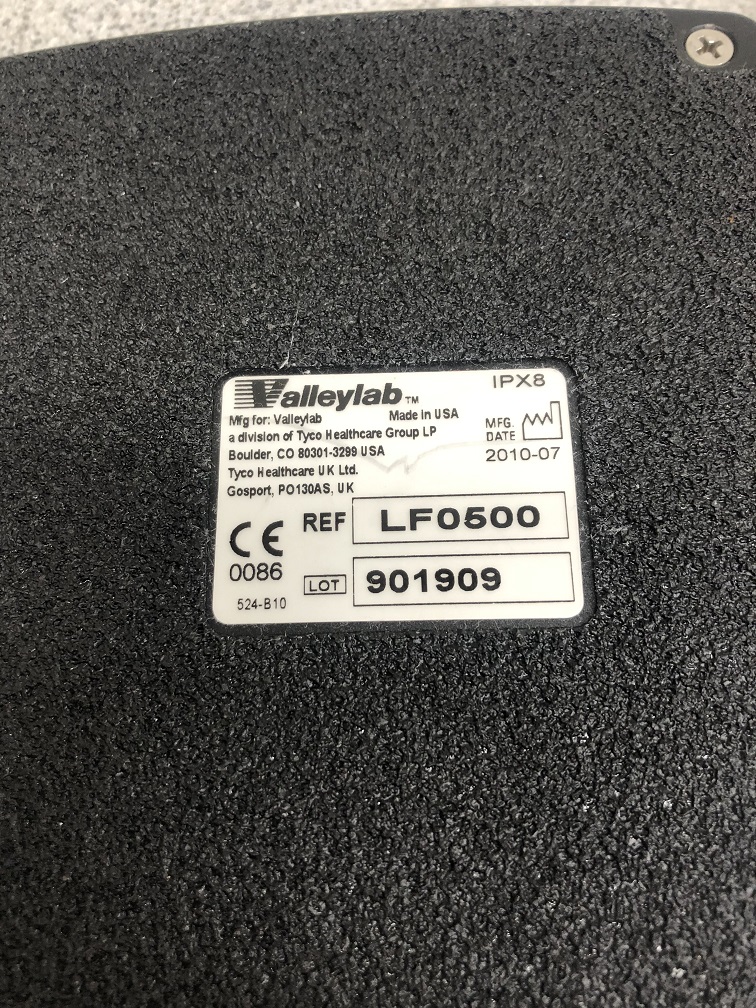 Valleylab™
IPX8
Mfg for: Valleylab Made in USA
a division of Tyco Healthcare Group LP
Boulder, CO 80301-3299 USA
Tyco Healthcare UK Ltd.
Gosport, PO130AS, UK
MFG.
DATE
2010-07
REF LF0500
CE
0086
LOT 901909
524-B10